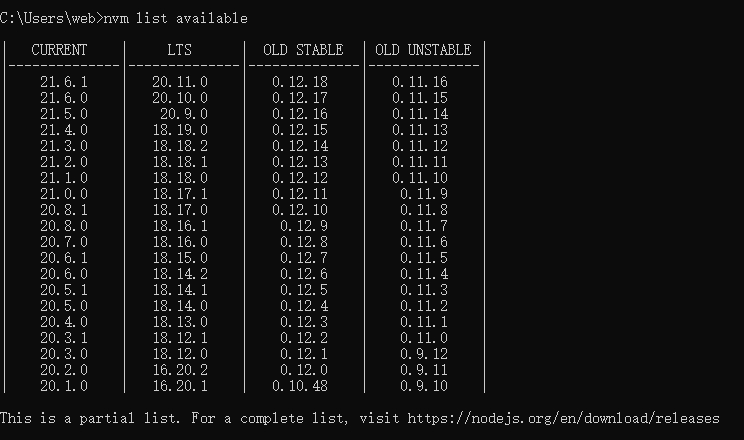 C:\Users\web>nvm list available
|   CURRENT    |     LTS      |  OLD STABLE  | OLD UNSTABLE |
|--------------|--------------|--------------|--------------|
|    21.6.1    |   20.11.0    |   0.12.18    |   0.11.16    |
|    21.6.0    |   20.10.0    |   0.12.17    |   0.11.15    |
|    21.5.0    |    20.9.0    |   0.12.16    |   0.11.14    |
|    21.4.0    |   18.19.0    |   0.12.15    |   0.11.13    |
|    21.3.0    |   18.18.2    |   0.12.14    |   0.11.12    |
|    21.2.0    |   18.18.1    |   0.12.13    |   0.11.11    |
|    21.1.0    |   18.18.0    |   0.12.12    |   0.11.10    |
|    21.0.0    |   18.17.1    |   0.12.11    |    0.11.9    |
|    20.8.1    |   18.17.0    |   0.12.10    |    0.11.8    |
|    20.8.0    |   18.16.1    |    0.12.9    |    0.11.7    |
|    20.7.0    |   18.16.0    |    0.12.8    |    0.11.6    |
|    20.6.1    |   18.15.0    |    0.12.7    |    0.11.5    |
|    20.6.0    |   18.14.2    |    0.12.6    |    0.11.4    |
|    20.5.1    |   18.14.1    |    0.12.5    |    0.11.3    |
|    20.5.0    |   18.14.0    |    0.12.4    |    0.11.2    |
|    20.4.0    |   18.13.0    |    0.12.3    |    0.11.1    |
|    20.3.1    |   18.12.1    |    0.12.2    |    0.11.0    |
|    20.3.0    |   18.12.0    |    0.12.1    |    0.9.12    |
|    20.2.0    |   16.20.2    |    0.12.0    |    0.9.11    |
|    20.1.0    |   16.20.1    |   0.10.48    |    0.9.10    |
This is a partial list. For a complete list, visit https://nodejs.org/en/download/releases